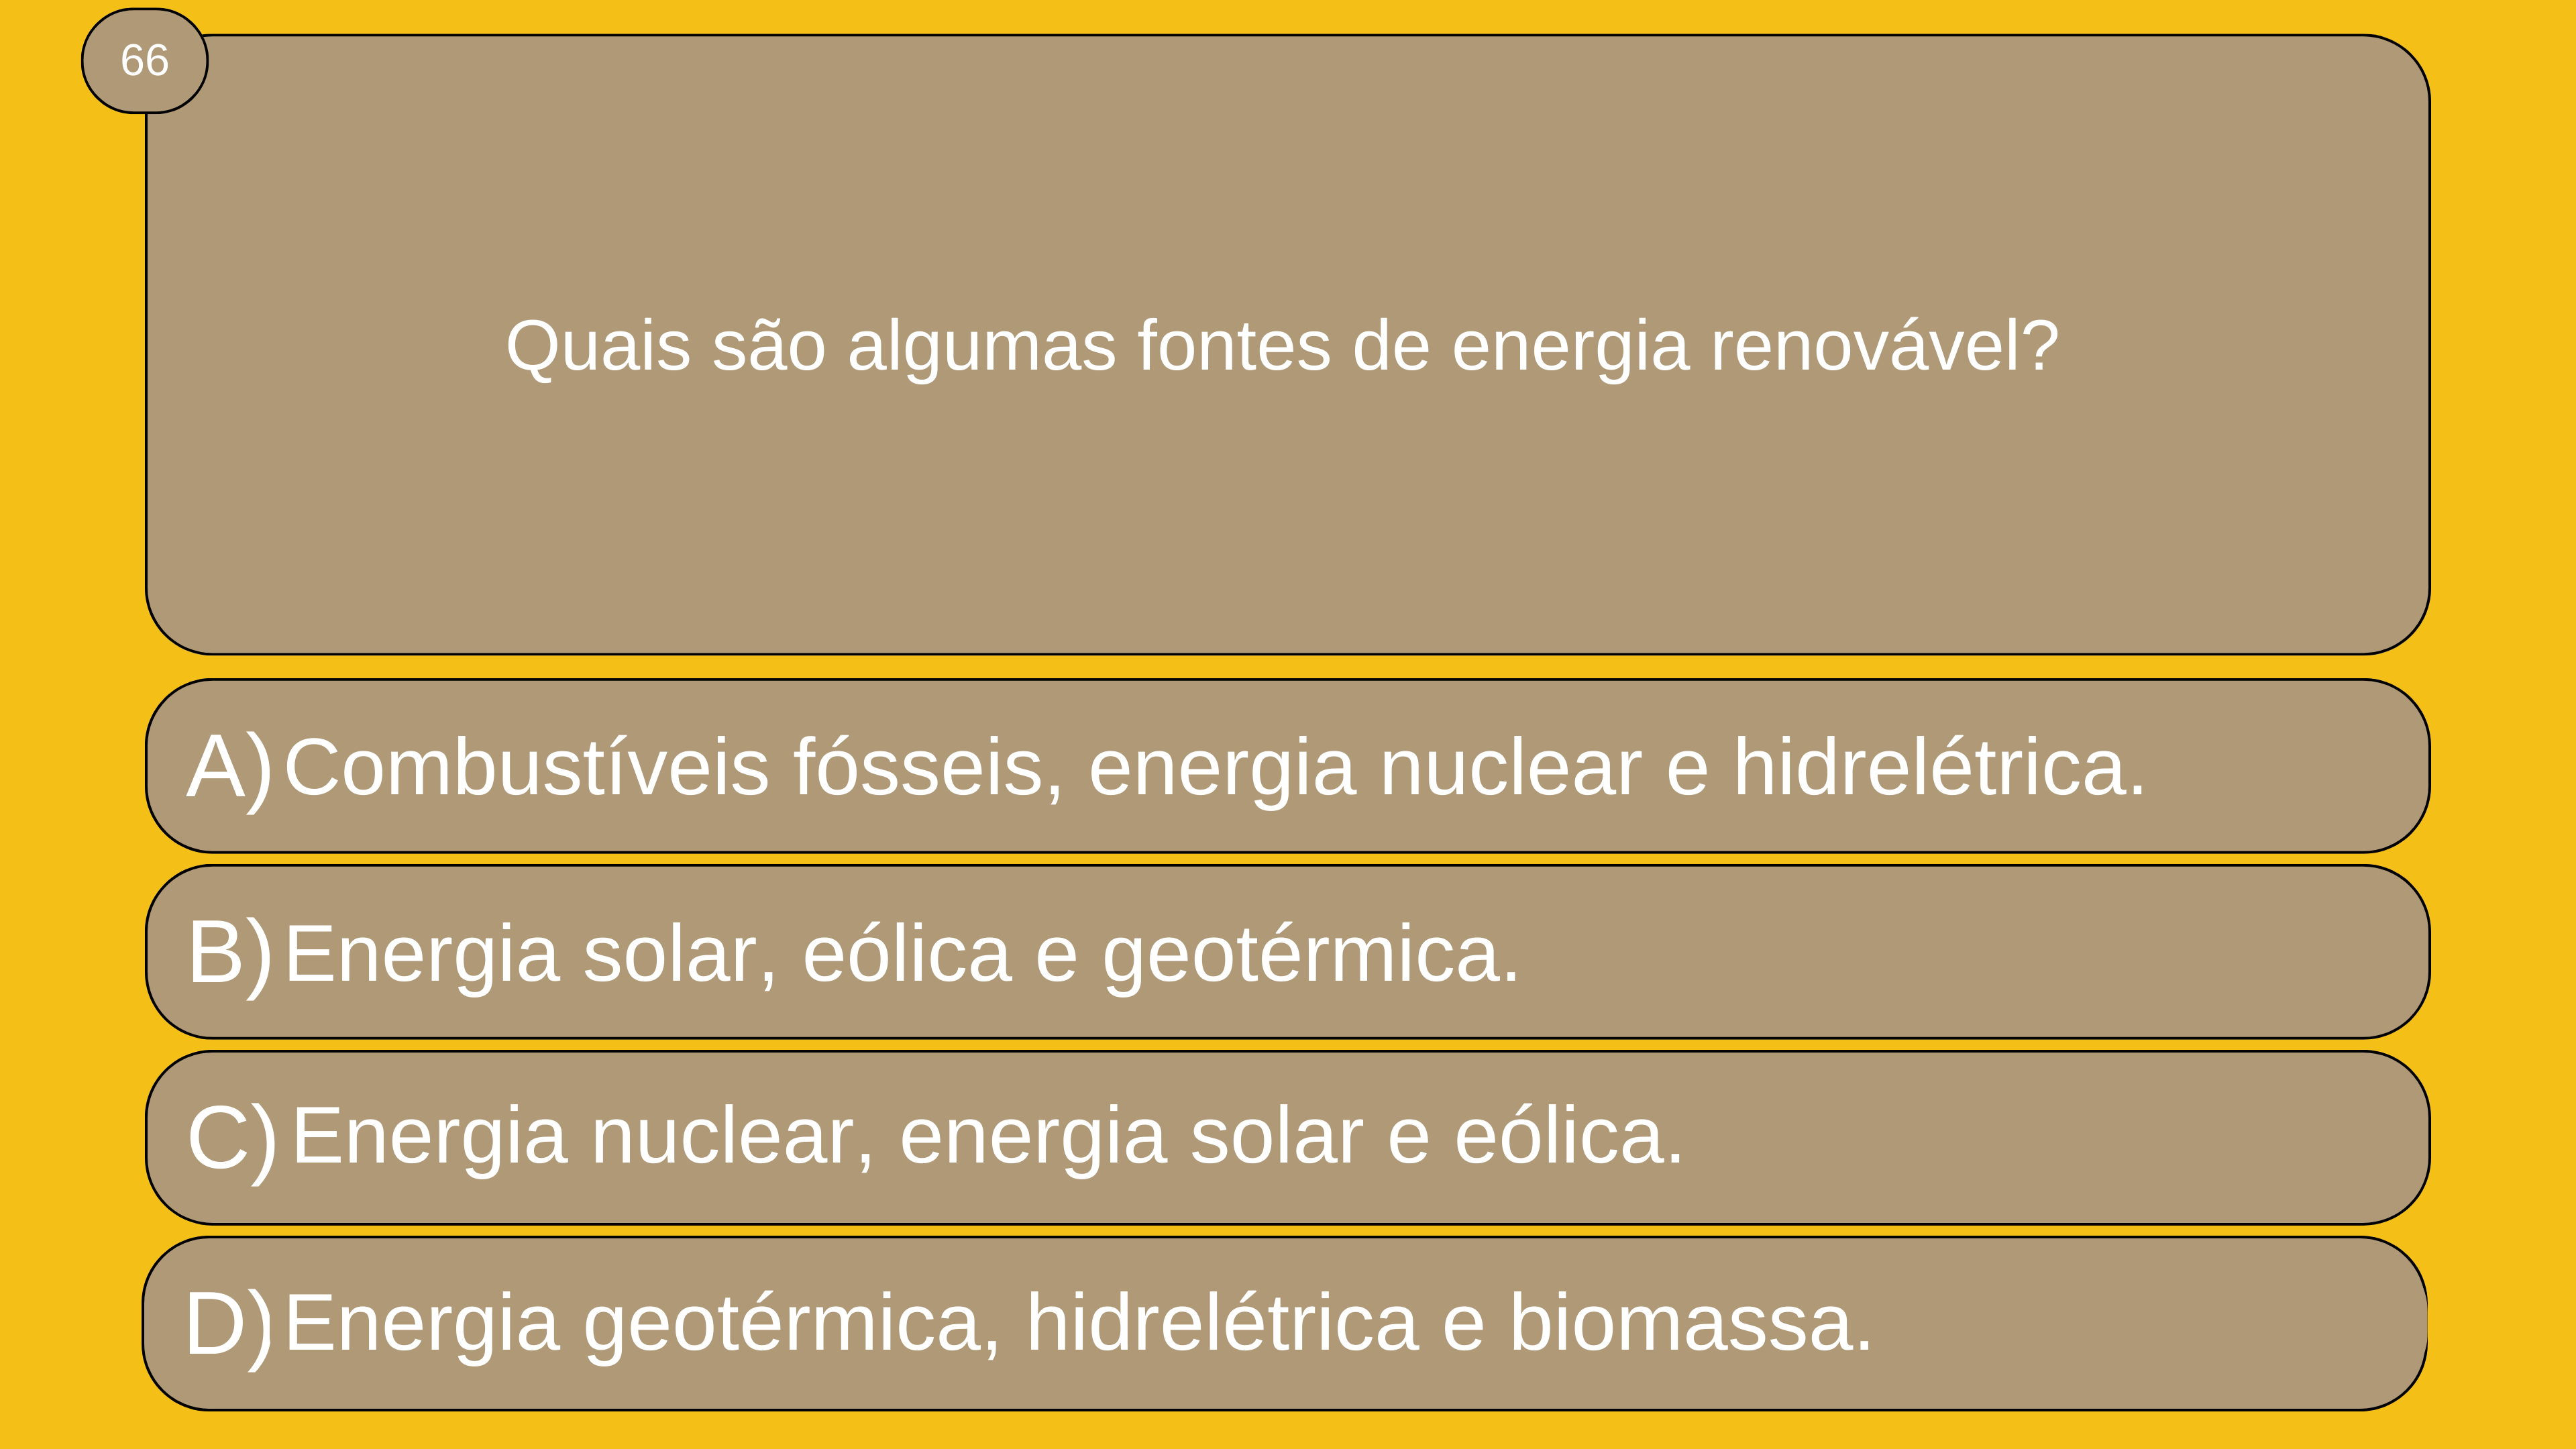 66
Quais são algumas fontes de energia renovável?
A) Combustíveis fósseis, energia nuclear e hidrelétrica.
B) Energia solar, eólica e geotérmica.
C) Energia nuclear, energia solar e eólica.
D) Energia geotérmica, hidrelétrica e biomassa.